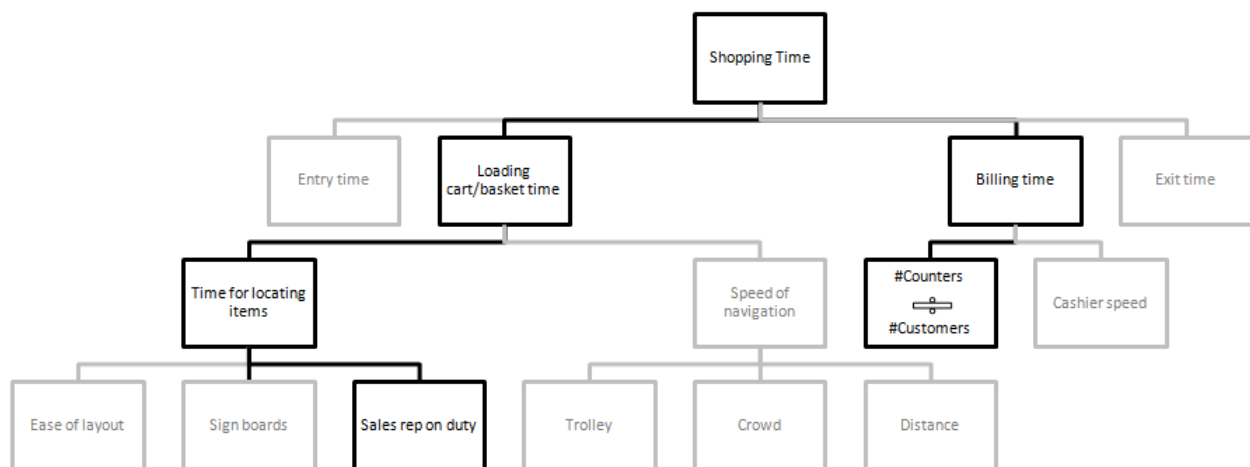 Shopping Time
Entry time
Loading
cart/basket time
Billing time
Exit time
Time for locating
items
Speed of
navigation
#Counters
#Customers
Cashier speed
Ease of layout
Sign boards
Sales rep on duty
Trolley
Crowd
Distance